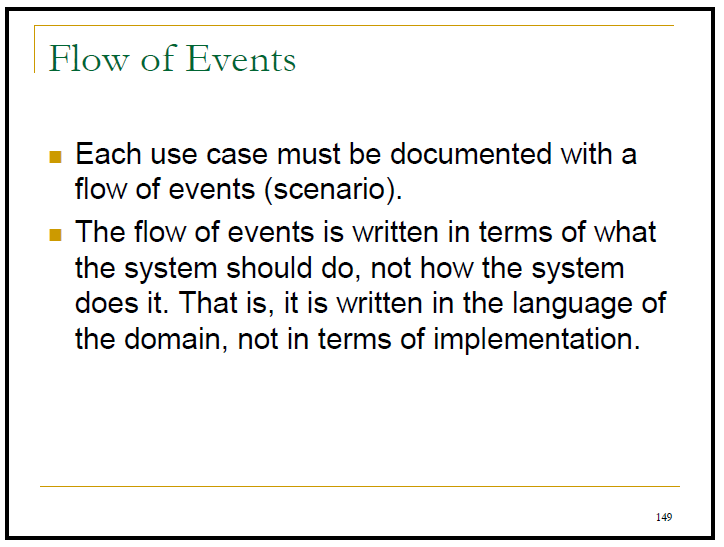 Flow of Events
Each use case must be documented with a
flow of events (scenario).
The flow of events is written in terms of what
the system should do, not how the system
does it. That is, it is written in the language of
the domain, not in terms of implementation.
149